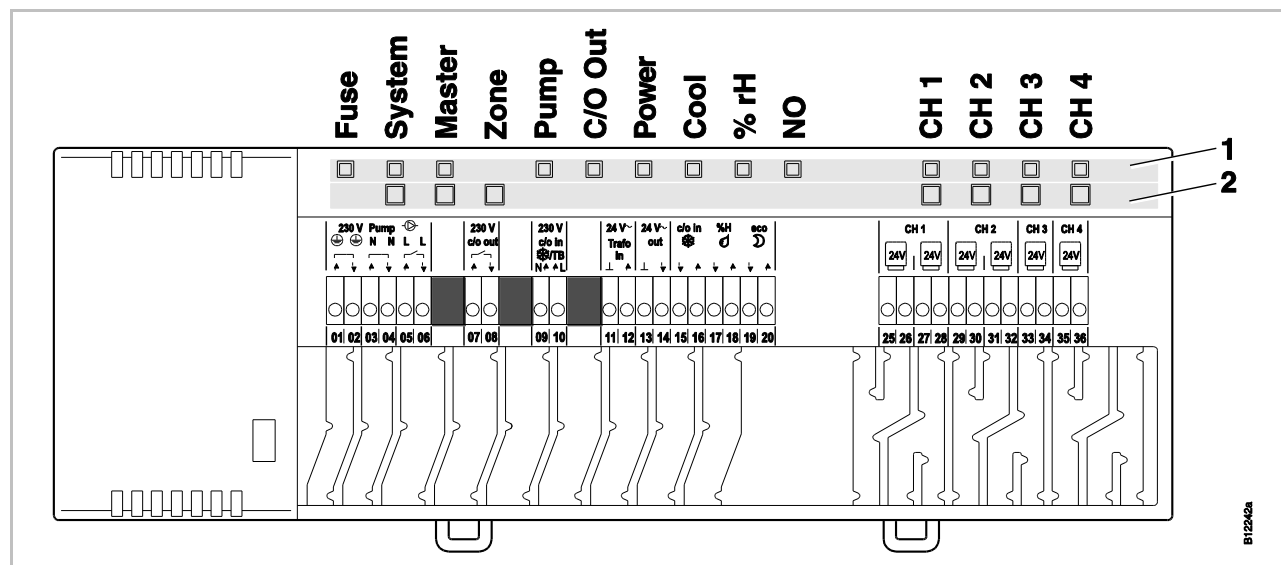 Fuse System Master Zone Pump C/O Out Power Cool % rH NO CH 1 CH 2 CH 3 CH 4
1
2
230 V Pump 230 V 230 V 24 V~ 24 V~ c/o in %H eco CH 1 CH 2 CH 3 CH 4
N N L L c/o out c/o in Trafo out 24V 24V 24V 24V 24V 24V
/TB in
N L
01 02 03 04 05 06 07 08 09 10 11 12 13 14 15 16 17 18 19 20 25 26 27 28 29 30 31 32 33 34 35 36
B12242a